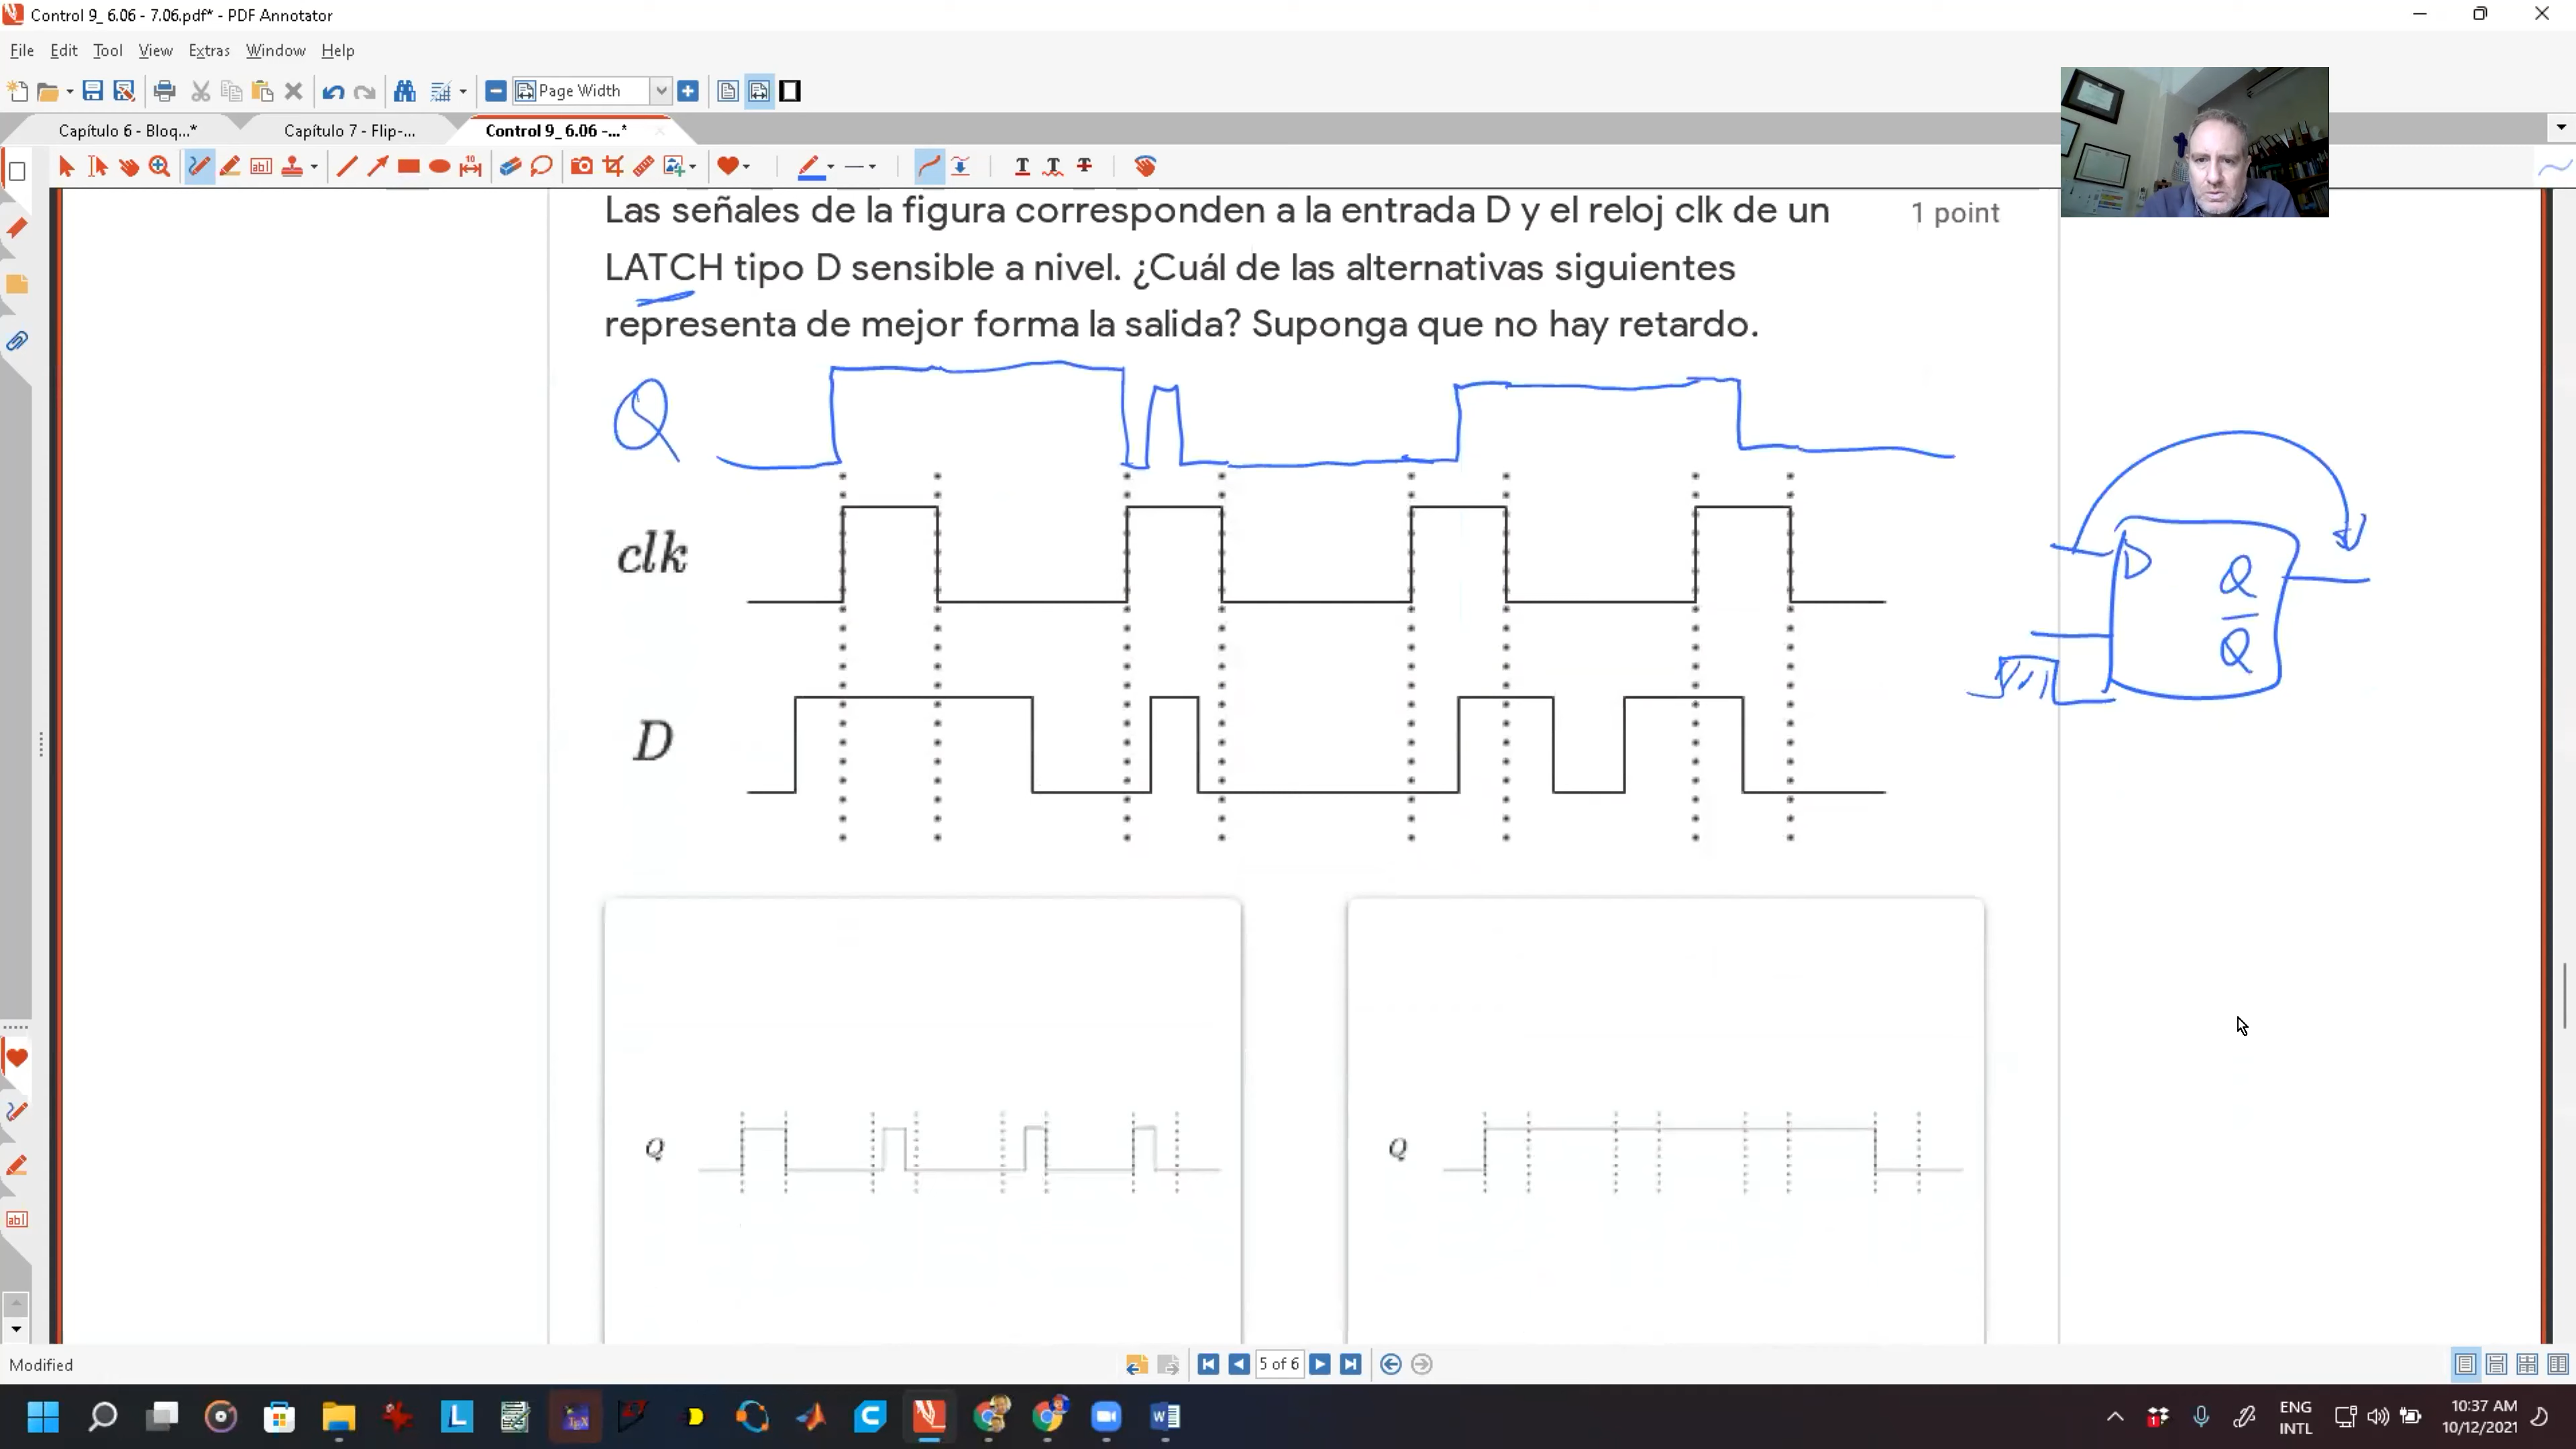 Control 9_ 6.06 - 7.06.pdf* - PDF Annotator
File Edit Tool View Extras Window Help
Page Width
Capítulo 6 - Bloq...* Capítulo 7 - Flip-... Control 9_ 6.06 -...*
Las señales de la figura corresponden a la entrada D y el reloj clk de un 1 point
LATCH tipo D sensible a nivel. ¿Cuál de las alternativas siguientes
representa de mejor forma la salida? Suponga que no hay retardo.
Q
clk
D
D Q
Q
Q
Q
Modified
5 of 6
ENG
INTL
10:37 AM
10/12/2021